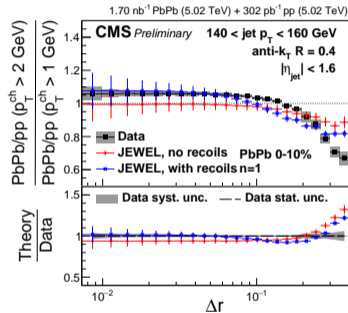 1.70 nb⁻¹ PbPb (5.02 TeV) + 302 pb⁻¹ pp (5.02 TeV)
CMS Preliminary
140 < jet p_T < 160 GeV
anti-k_T R = 0.4
|η_jet| < 1.6
PbPb/pp (p_T^ch > 2 GeV)
PbPb/pp (p_T^ch > 1 GeV)
1.4
1.2
1
0.8
0.6
Data
JEWEL, no recoils
PbPb 0-10%
JEWEL, with recoils n=1
Theory
Data
Data syst. unc.
Data stat. unc.
1.5
1
0.5
10⁻²
10⁻¹
Δr